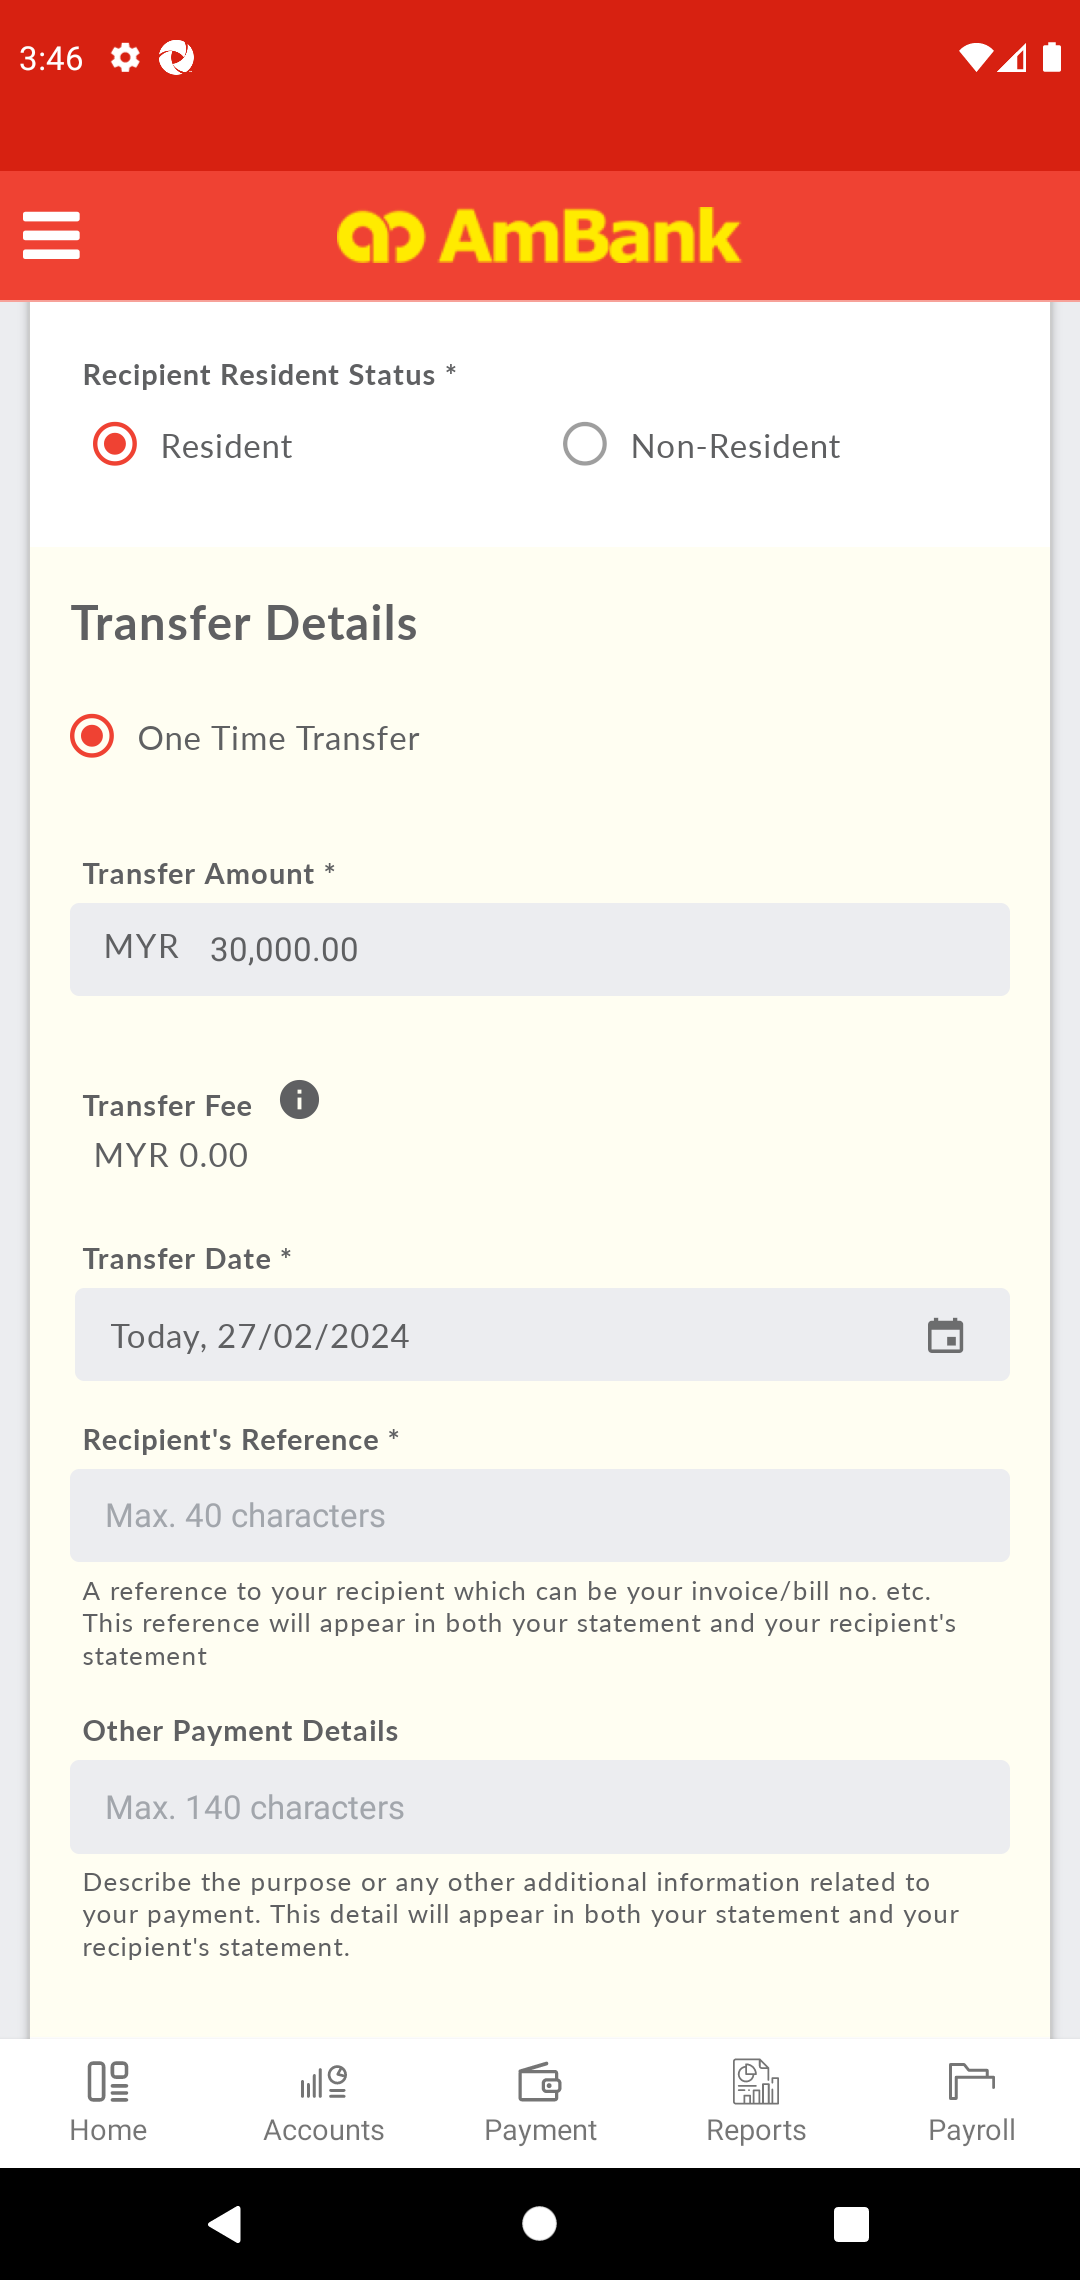 3:46
AmBank
Recipient Resident Status *
Resident
Non-Resident
Transfer Details
One Time Transfer
Transfer Amount *
MYR 30,000.00
Transfer Fee
MYR 0.00
Transfer Date *
Today, 27/02/2024
Recipient's Reference *
Max. 40 characters
A reference to your recipient which can be your invoice/bill no. etc.
This reference will appear in both your statement and your recipient's
statement
Other Payment Details
Max. 140 characters
Describe the purpose or any other additional information related to
your payment. This detail will appear in both your statement and your
recipient's statement.
Home
Accounts
Payment
Reports
Payroll